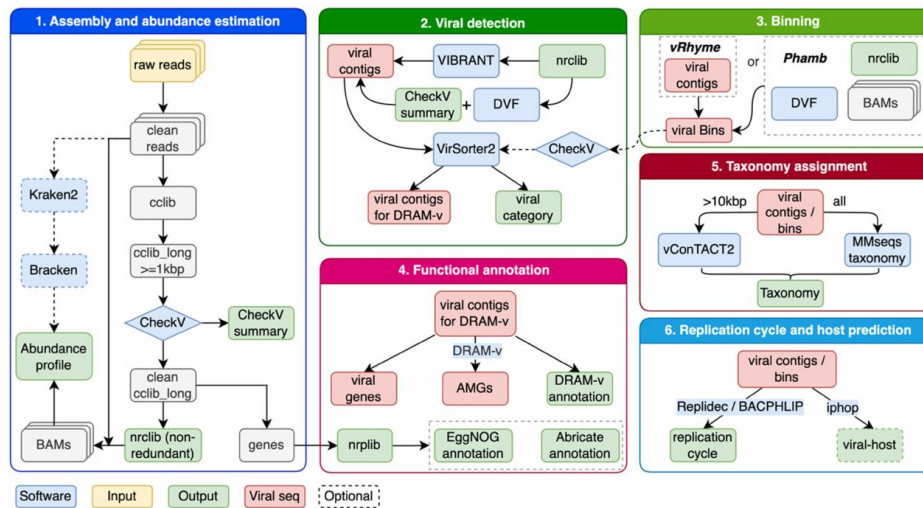 1. Assembly and abundance estimation
raw reads
clean
reads
Kraken2
cclib
Bracken
cclib_long
>=1kbp
CheckV
CheckV
summary
Abundance
profile
clean
cclib_long
BAMs
nrclib (non-
redundant)
genes
2. Viral detection
viral
contigs
VIBRANT
nrclib
CheckV
summary
+
DVF
VirSorter2
CheckV
viral contigs
for DRAM-v
viral
category
3. Binning
vRhyme
viral
contigs
or
Phamb
nrclib
DVF
BAMs
viral Bins
4. Functional annotation
viral contigs
for DRAM-v
DRAM-v
viral
genes
AMGs
DRAM-v
annotation
nrplib
EggNOG
annotation
Abricate
annotation
5. Taxonomy assignment
>10kbp
viral
contigs /
bins
all
vConTACT2
MMseqs
taxonomy
Taxonomy
6. Replication cycle and host prediction
viral contigs /
bins
Replidec / BACPHLIP
iphop
replication
cycle
viral-host
Software
Input
Output
Viral seq
Optional